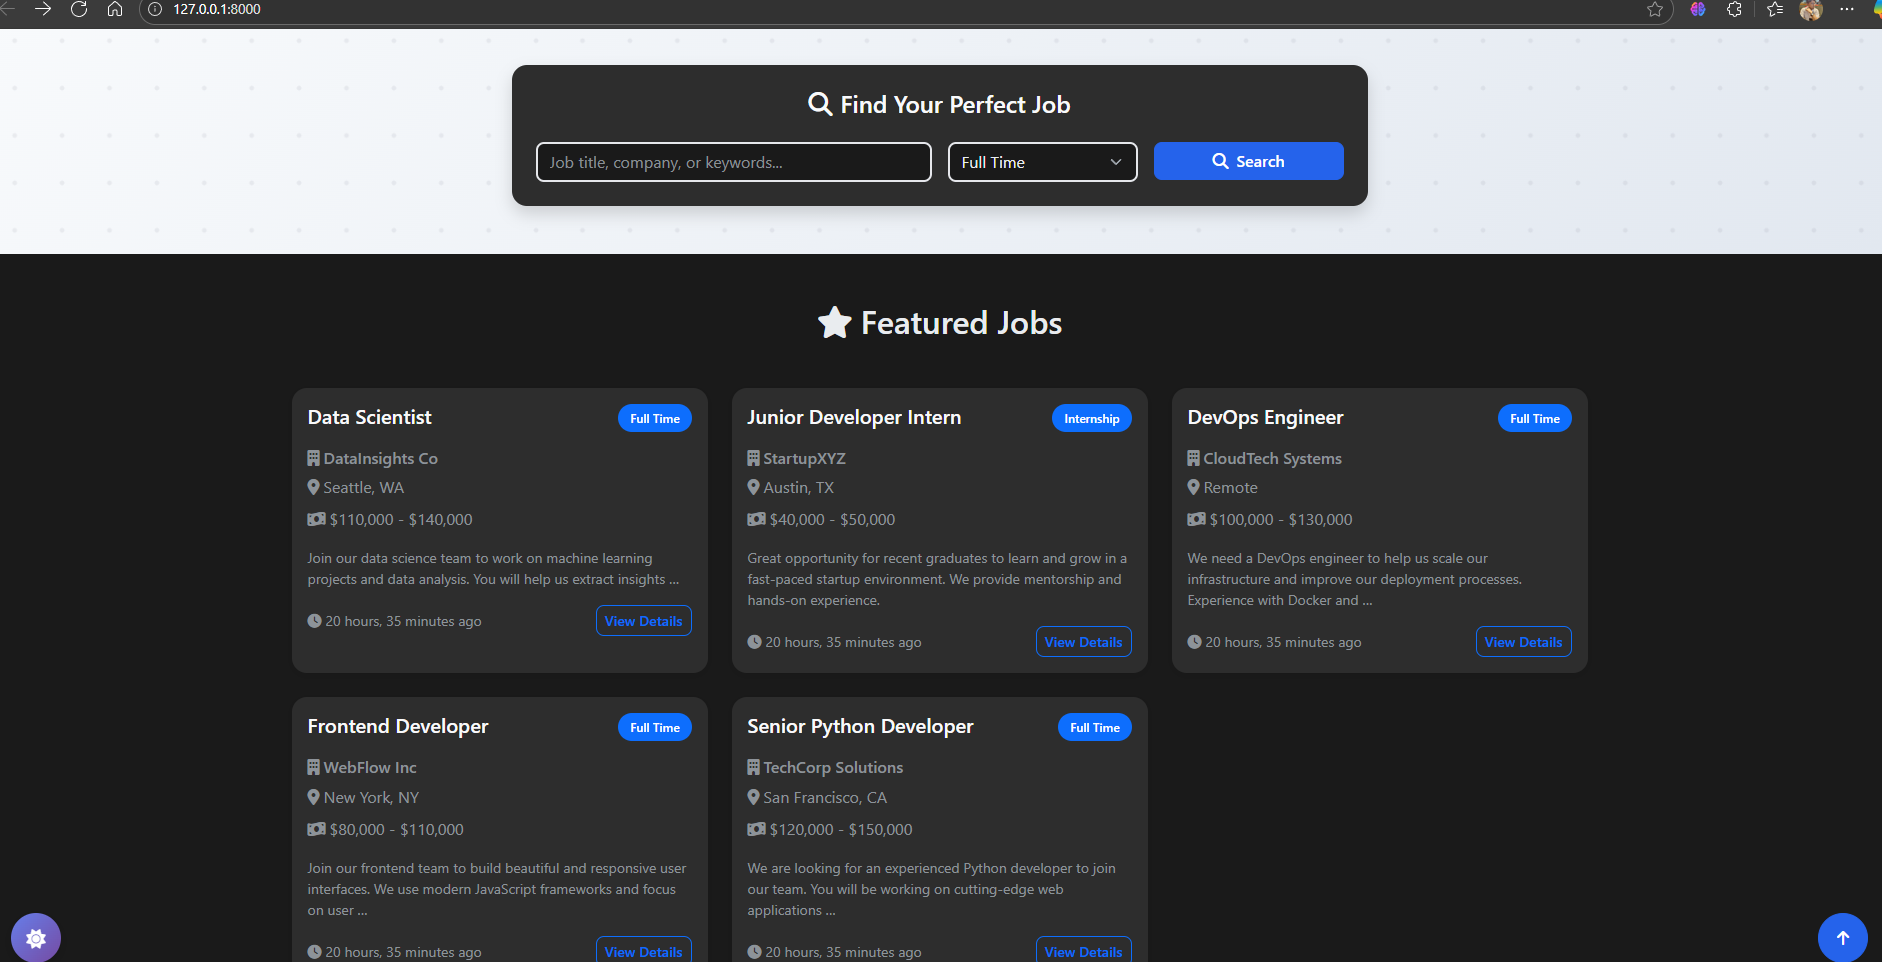 127.0.0.1:8000
Find Your Perfect Job
Job title, company, or keywords...
Full Time
Search
Featured Jobs
Data Scientist
Full Time
DataInsights Co
Seattle, WA
$110,000 - $140,000
Join our data science team to work on machine learning
projects and data analysis. You will help us extract insights ...
20 hours, 35 minutes ago
View Details
Junior Developer Intern
Internship
StartupXYZ
Austin, TX
$40,000 - $50,000
Great opportunity for recent graduates to learn and grow in a
fast-paced startup environment. We provide mentorship and
hands-on experience.
20 hours, 35 minutes ago
View Details
DevOps Engineer
Full Time
CloudTech Systems
Remote
$100,000 - $130,000
We need a DevOps engineer to help us scale our
infrastructure and improve our deployment processes.
Experience with Docker and ...
20 hours, 35 minutes ago
View Details
Frontend Developer
Full Time
WebFlow Inc
New York, NY
$80,000 - $110,000
Join our frontend team to build beautiful and responsive user
interfaces. We use modern JavaScript frameworks and focus
on user ...
20 hours, 35 minutes ago
View Details
Senior Python Developer
Full Time
TechCorp Solutions
San Francisco, CA
$120,000 - $150,000
We are looking for an experienced Python developer to join
our team. You will be working on cutting-edge web
applications ...
20 hours, 35 minutes ago
View Details